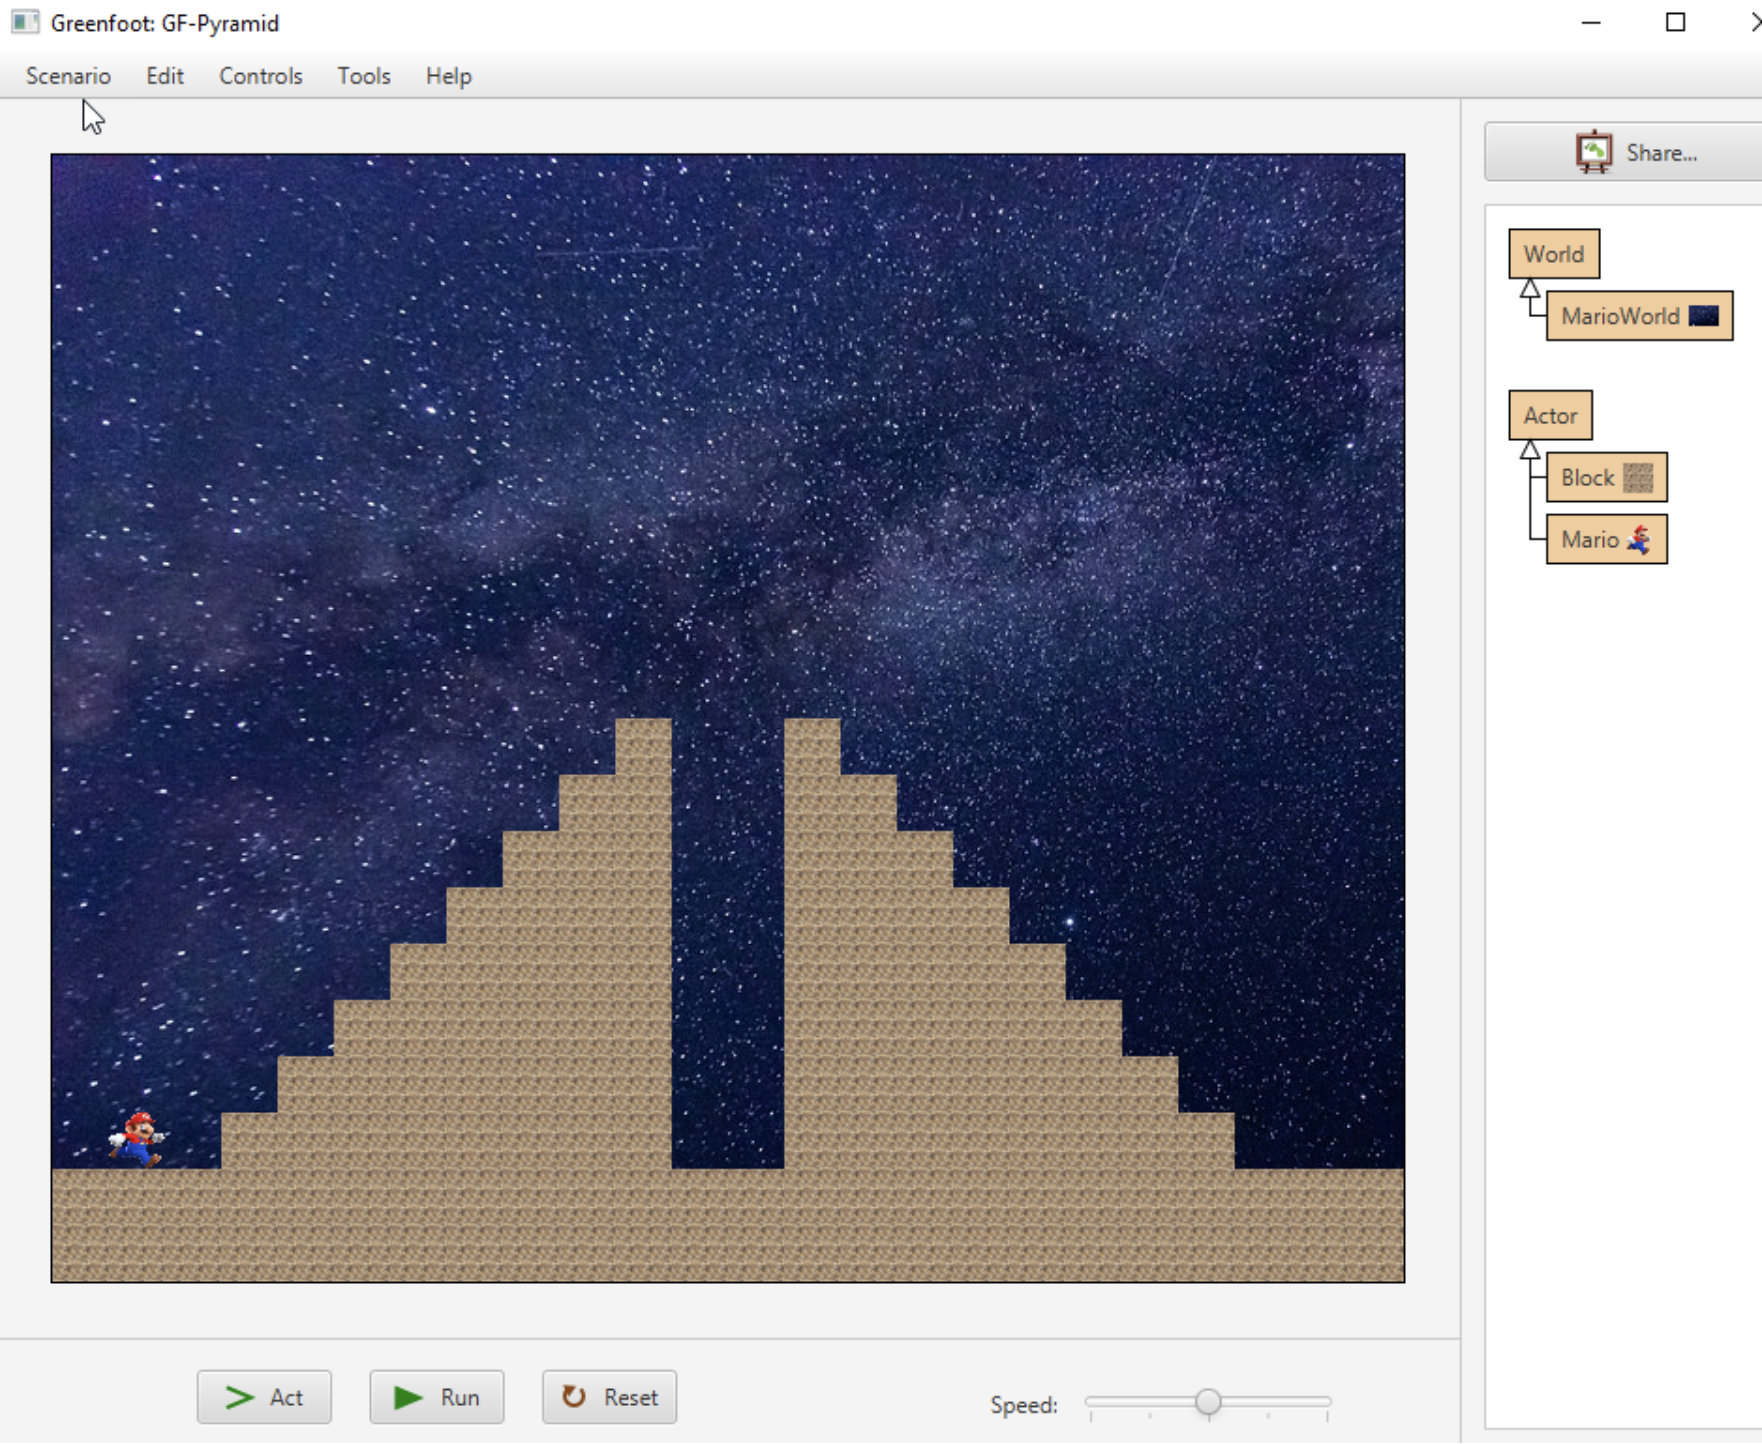 Greenfoot: GF-Pyramid
Scenario Edit Controls Tools Help
Share...
World
MarioWorld
Actor
Block
Mario
Act Run Reset Speed: